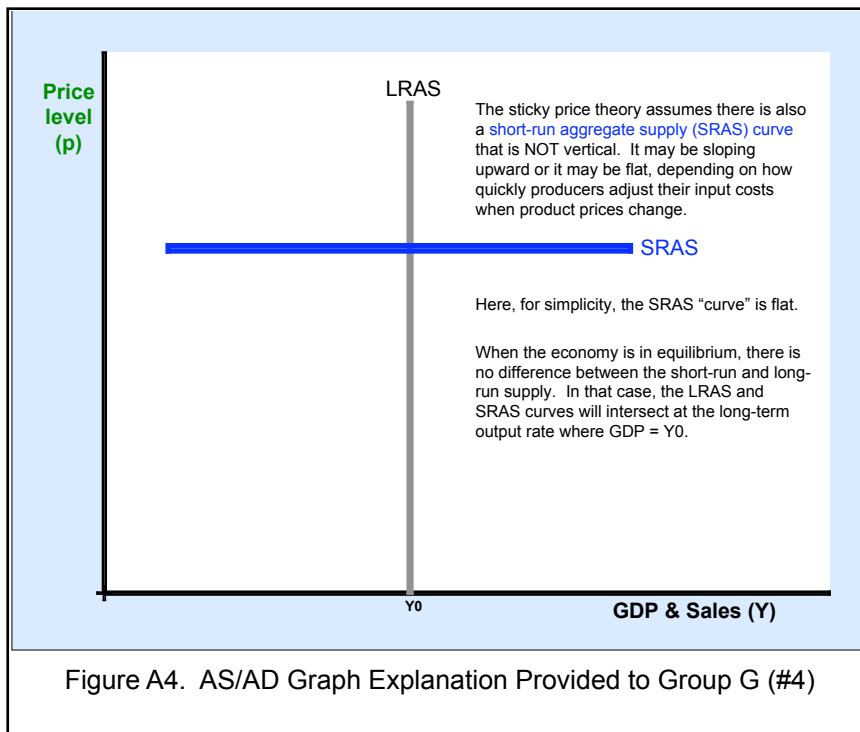 Price
level
(p)
LRAS
The sticky price theory assumes there is also
a short-run aggregate supply (SRAS) curve
that is NOT vertical.  It may be sloping
upward or it may be flat, depending on how
quickly producers adjust their input costs
when product prices change.
SRAS
Here, for simplicity, the SRAS “curve” is flat.
When the economy is in equilibrium, there is
no difference between the short-run and long-
run supply.  In that case, the LRAS and
SRAS curves will intersect at the long-term
output rate where GDP = Y0.
Y0
GDP & Sales (Y)
Figure A4.  AS/AD Graph Explanation Provided to Group G (#4)